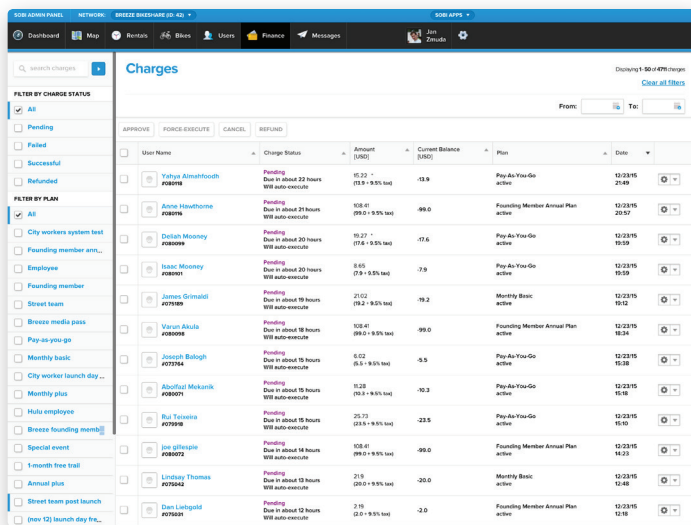 SOBI ADMIN PANEL NETWORK: BREEZE BIKESHARE (ID: 42) SOBI APPS
Dashboard Map Rentals Bikes Users Finance Messages Jan Zmuda
search charges
Charges
Displaying 1-50 of 4711 charges
Clear all filters
From: To:
FILTER BY CHARGE STATUS
All
Pending
Failed
Successful
Refunded
FILTER BY PLAN
All
City workers system test
Founding member ann...
Employee
Founding member
Street team
Breeze media pass
Pay-as-you-go
Monthly basic
City worker launch day ...
Monthly plus
Hulu employee
Breeze founding memb
Special event
1-month free trail
Annual plus
Street team post launch
(nov 12) launch day fre...
APPROVE FORCE-EXECUTE CANCEL REFUND
User Name Charge Status Amount [USD] Current Balance [USD] Plan Date
Yahya Almahfoodh Pending 15.22 * -13.9 Pay-As-You-Go 12/23/15
#080118 Due in about 22 hours (13.9 + 9.5% tax) active 21:49
Will auto-execute
Anne Hawthorne Pending 108.41 -99.0 Founding Member Annual Plan 12/23/15
#080116 Due in about 21 hours (99.0 + 9.5% tax) active 20:57
Will auto-execute
Deliah Mooney Pending 19.27 * -17.6 Pay-As-You-Go 12/23/15
#080099 Due in about 20 hours (17.6 + 9.5% tax) active 19:59
Will auto-execute
Isaac Mooney Pending 8.65 -7.9 Pay-As-You-Go 12/23/15
#080101 Due in about 20 hours (7.9 + 9.5% tax) active 19:59
Will auto-execute
James Grimaldi Pending 21.02 -19.2 Monthly Basic 12/23/15
#075189 Due in about 19 hours (19.2 + 9.5% tax) active 19:12
Will auto-execute
Varun Akula Pending 108.41 -99.0 Founding Member Annual Plan 12/23/15
#080098 Due in about 18 hours (99.0 + 9.5% tax) active 18:34
Will auto-execute
Joseph Balogh Pending 6.02 -5.5 Pay-As-You-Go 12/23/15
#073764 Due in about 15 hours (5.5 + 9.5% tax) active 15:38
Will auto-execute
Abolfazl Mekanik Pending 11.28 -10.3 Pay-As-You-Go 12/23/15
#080071 Due in about 15 hours (10.3 + 9.5% tax) active 15:18
Will auto-execute
Rui Teixeira Pending 25.73 -23.5 Pay-As-You-Go 12/23/15
#079918 Due in about 15 hours (23.5 + 9.5% tax) active 15:10
Will auto-execute
joe gillespie Pending 108.41 -99.0 Founding Member Annual Plan 12/23/15
#080072 Due in about 14 hours (99.0 + 9.5% tax) active 14:23
Will auto-execute
Lindsay Thomas Pending 21.9 -20.0 Monthly Basic 12/23/15
#075042 Due in about 13 hours (20.0 + 9.5% tax) active 12:48
Will auto-execute
Dan Liebgold Pending 2.19 -2.0 Founding Member Annual Plan 12/23/15
#075031 Due in about 12 hours (2.0 + 9.5% tax) active 12:18
Will auto-execute